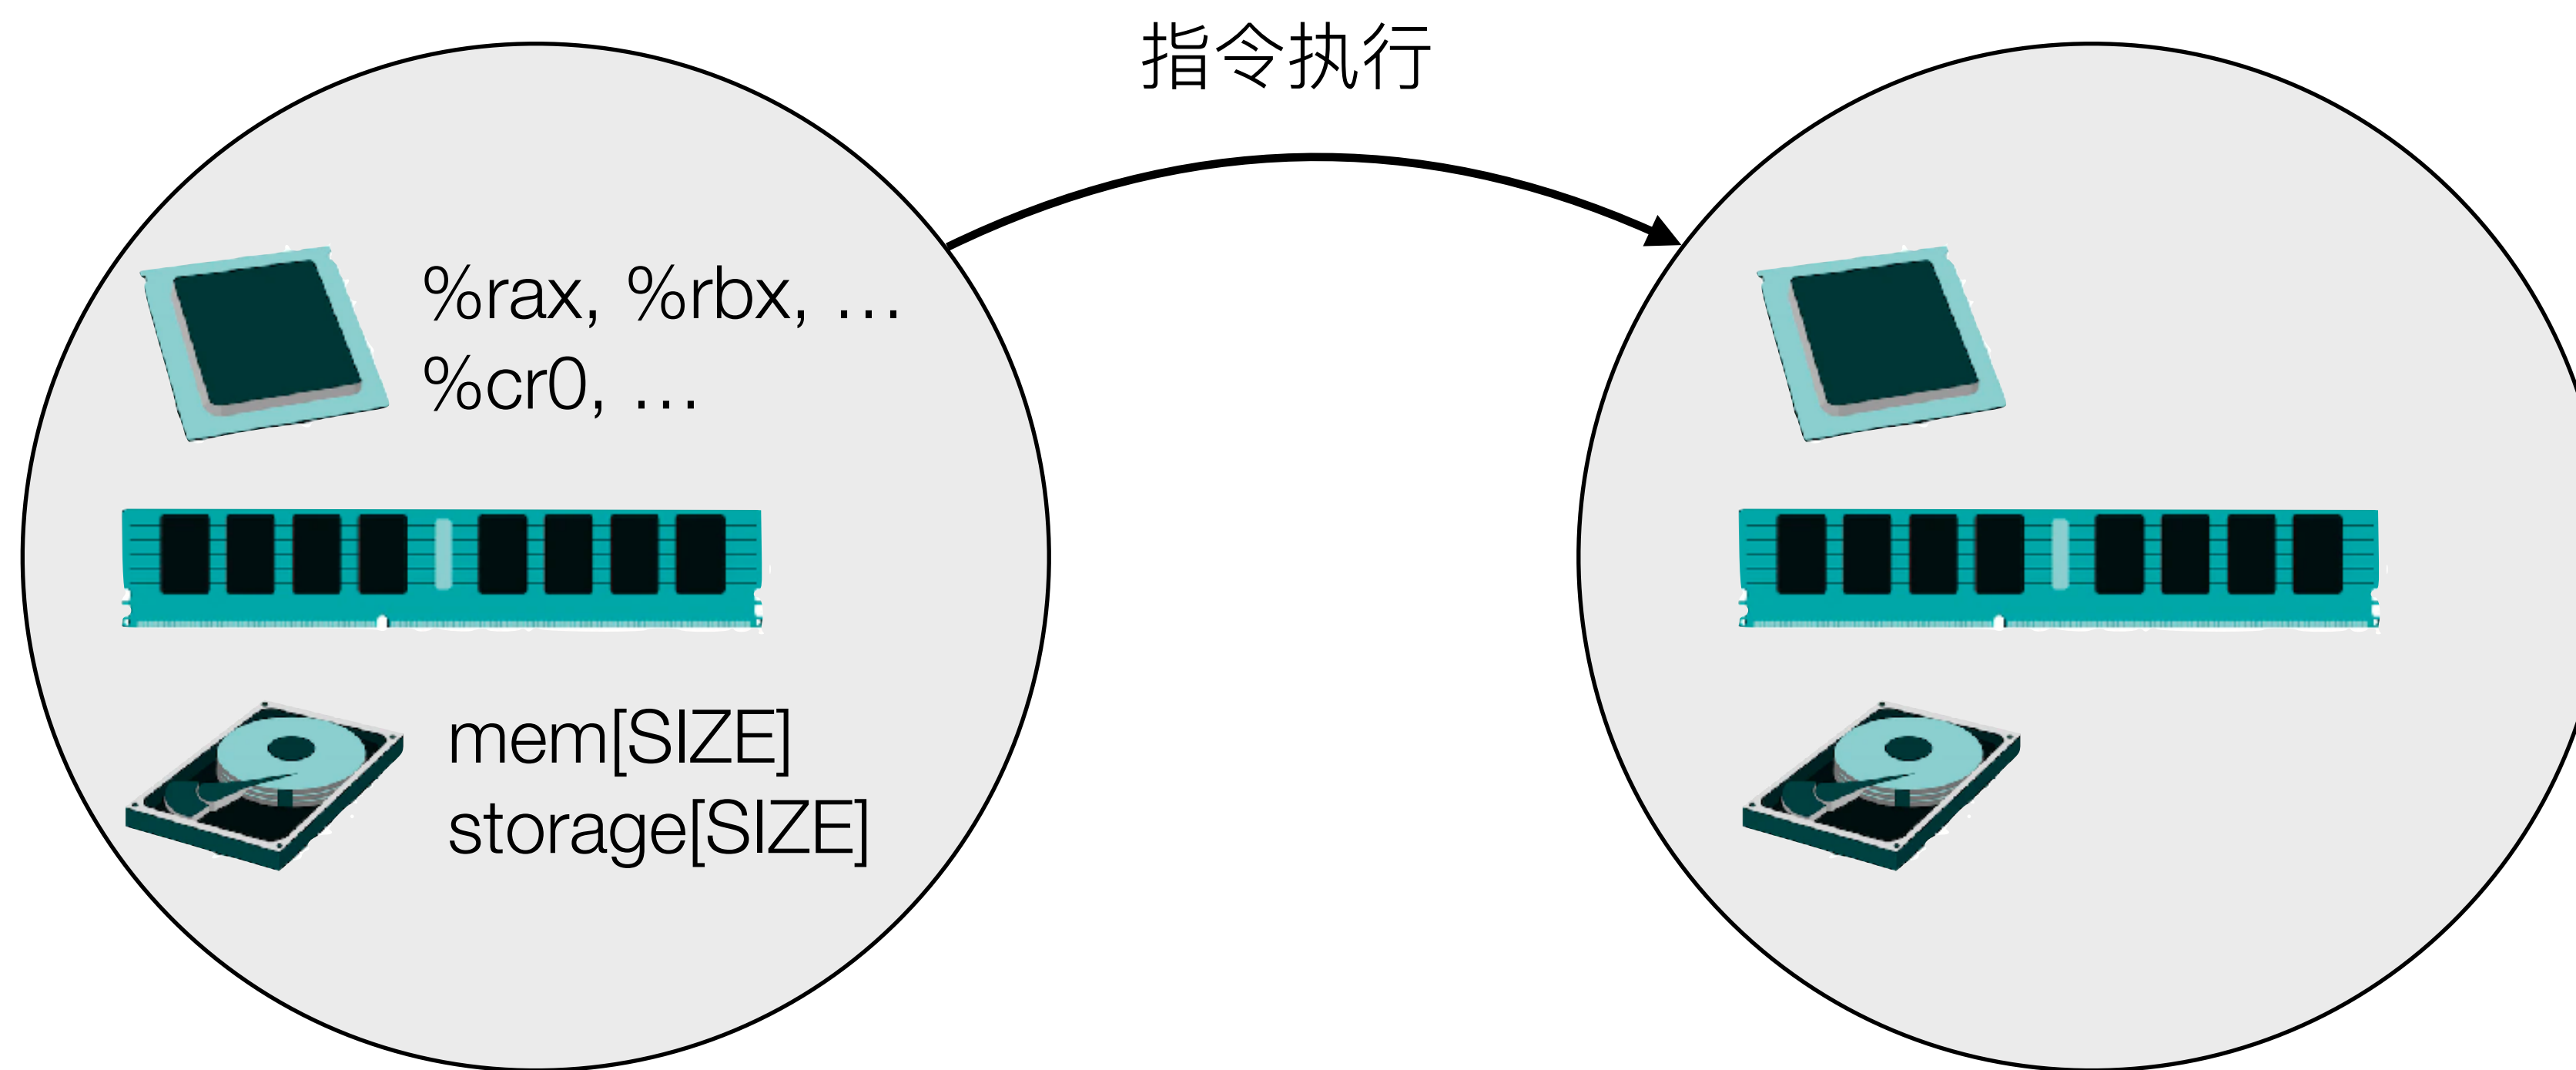 指令执行
%rax, %rbx, …
%cr0, …
mem[SIZE]
storage[SIZE]